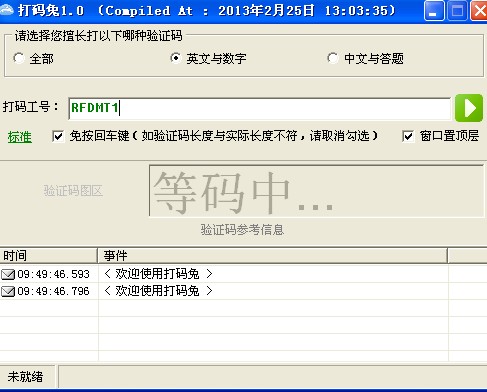 打码兔1.0 （Compiled At : 2013年2月25日 13:03:35）
请选择您擅长打以下哪种验证码
全部 英文与数字 中文与答题
打码工号： RFDMT1
标准 免按回车键（如验证码长度与实际长度不符，请取消勾选） 窗口置顶层
验证码图区 等码中...
验证码参考信息
时间 事件
09:49:46.593 < 欢迎使用打码兔 >
09:49:46.796 < 欢迎使用打码兔 >
未就绪